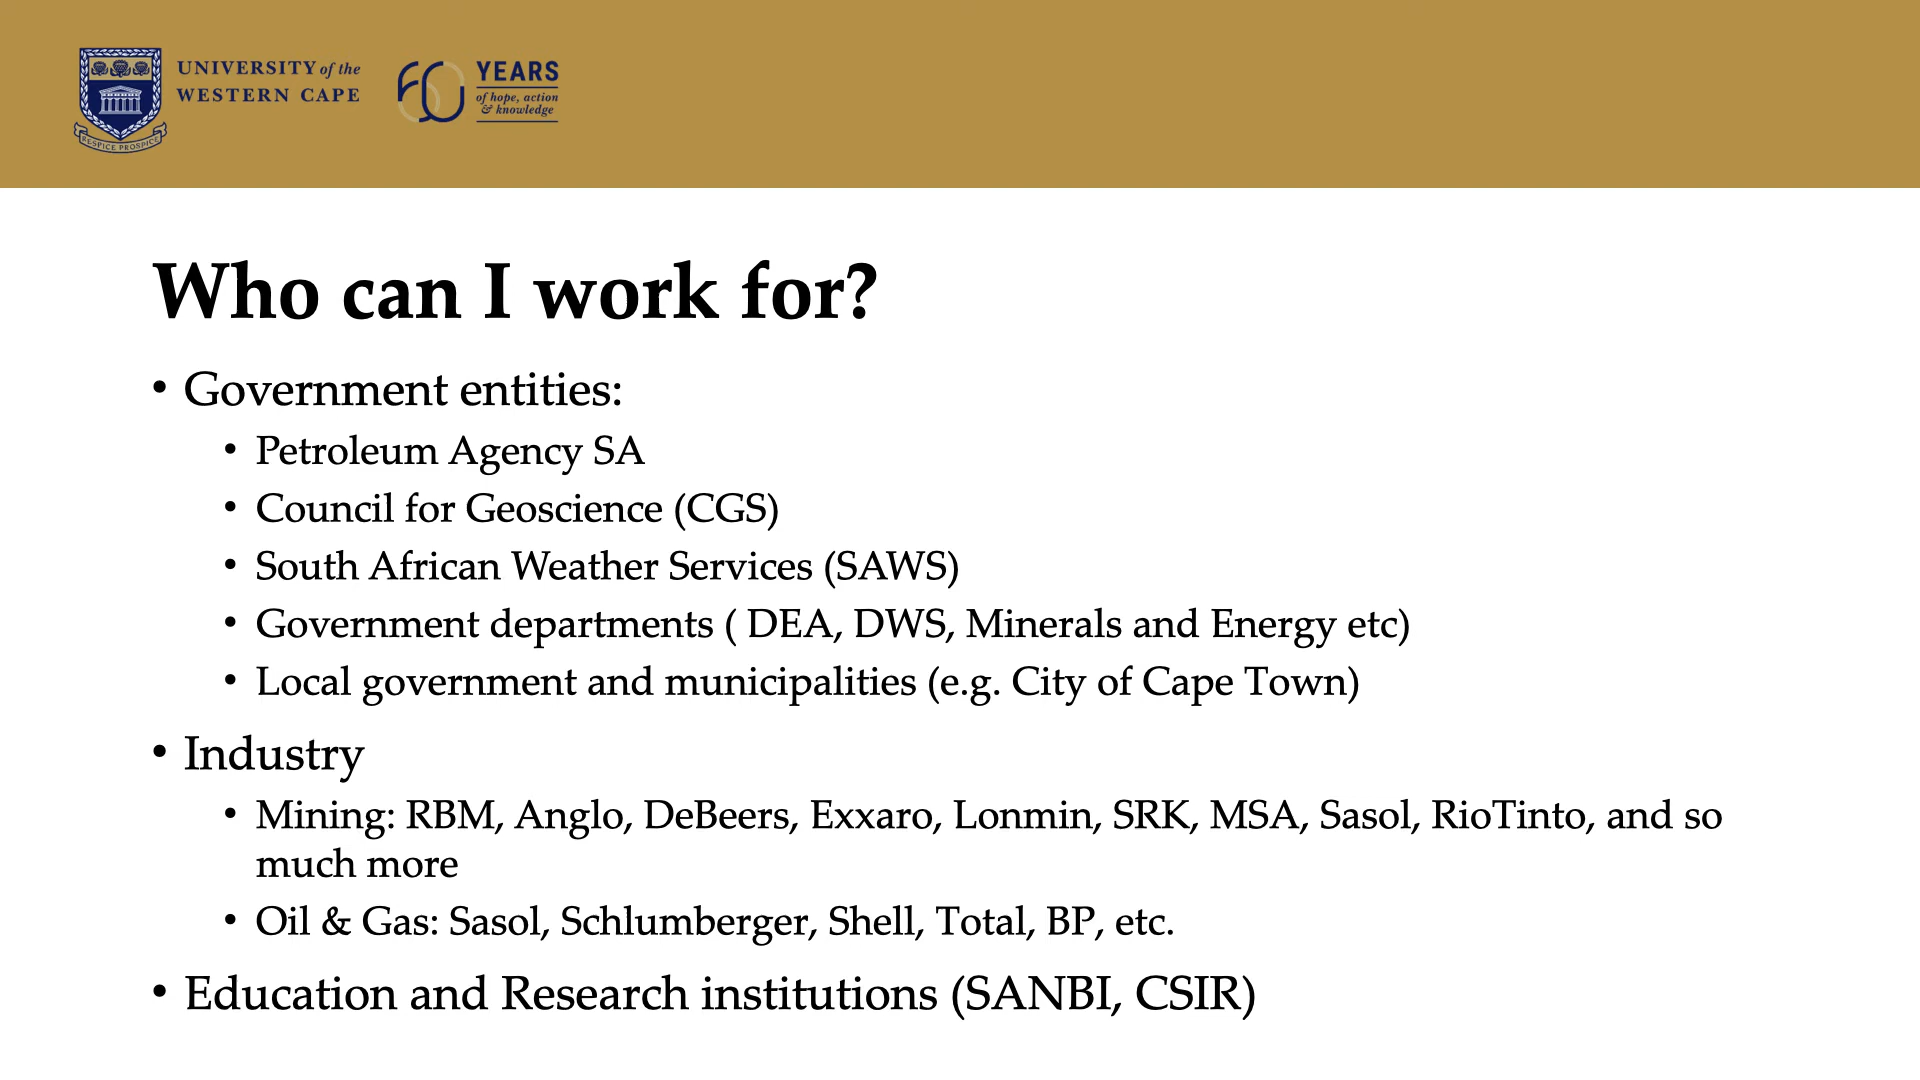 UNIVERSITY of the
WESTERN CAPE
RESPICE PROSPICE
60 YEARS
of hope, action
& knowledge
Who can I work for?
• Government entities:
• Petroleum Agency SA
• Council for Geoscience (CGS)
• South African Weather Services (SAWS)
• Government departments ( DEA, DWS, Minerals and Energy etc)
• Local government and municipalities (e.g. City of Cape Town)
• Industry
• Mining: RBM, Anglo, DeBeers, Exxaro, Lonmin, SRK, MSA, Sasol, RioTinto, and so
much more
• Oil & Gas: Sasol, Schlumberger, Shell, Total, BP, etc.
• Education and Research institutions (SANBI, CSIR)